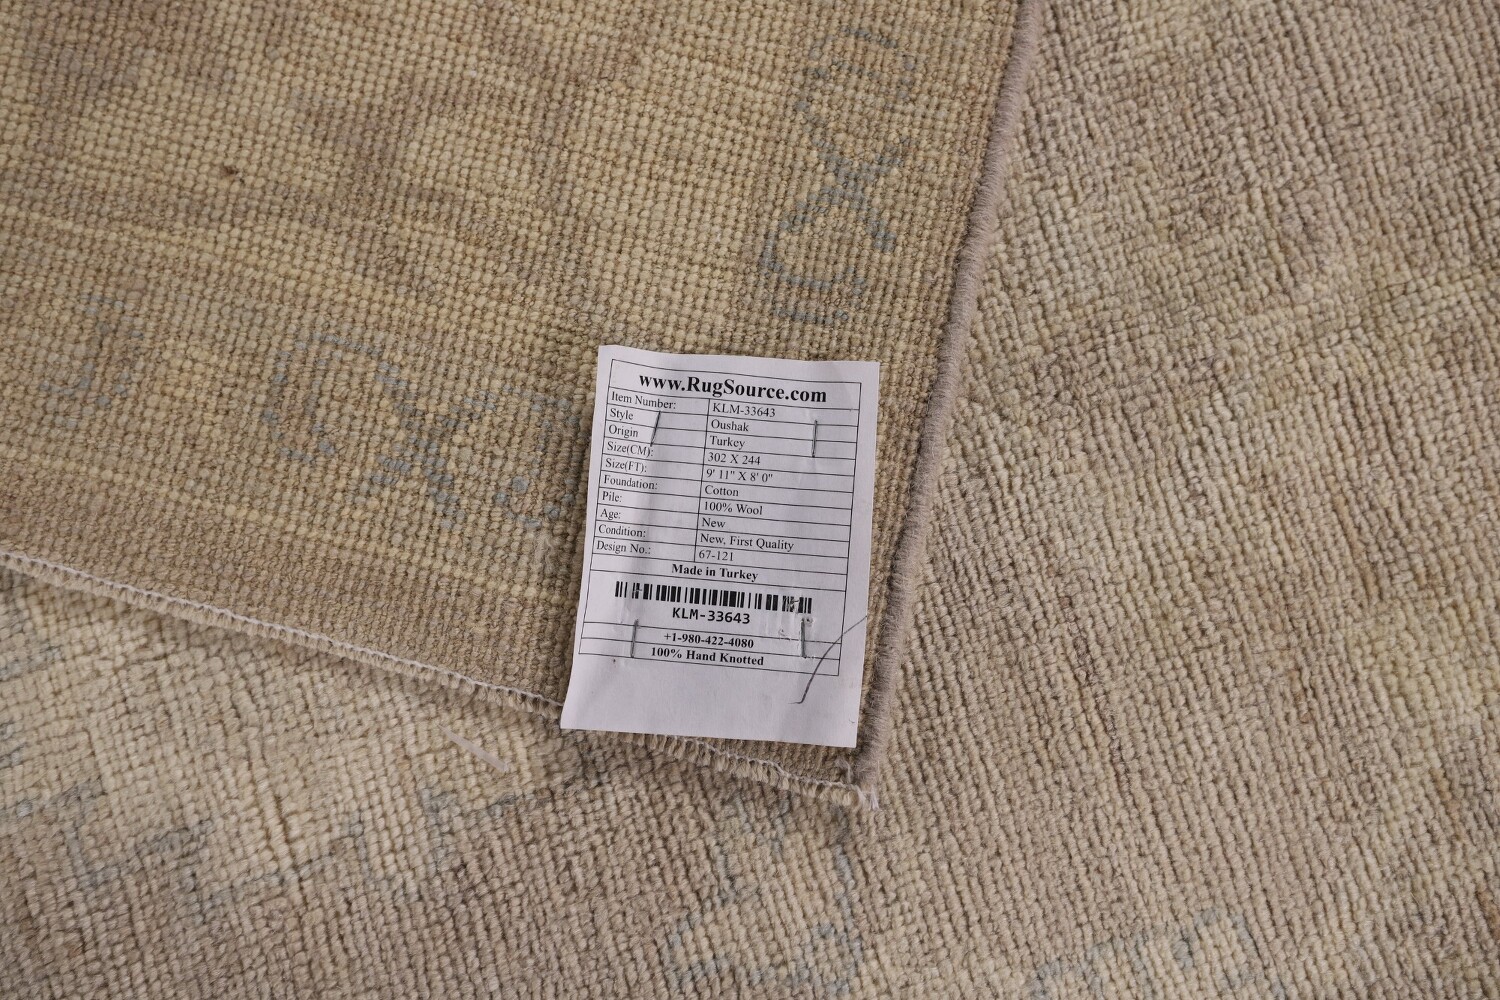 www.RugSource.com
Item Number: KLM-33643
Style Oushak
Origin Turkey
Size(CM): 302 X 244
Size(FT): 9' 11" X 8' 0"
Foundation: Cotton
Pile: 100% Wool
Age: New
Condition: New, First Quality
Design No.: 67-121
Made in Turkey
KLM-33643
+1-980-422-4080
100% Hand Knotted